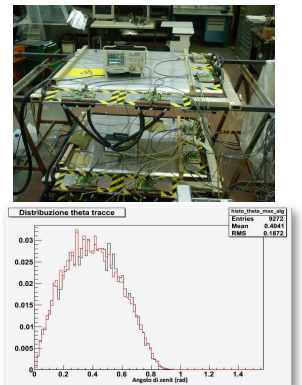 Distribuzione theta tracce
histo_theta_max_alg
Entries 9272
Mean 0.4041
RMS 0.1872
0.03
0.025
0.02
0.015
0.01
0.005
0
0 0.2 0.4 0.6 0.8 1 1.2 1.4
Angolo di zenit (rad)